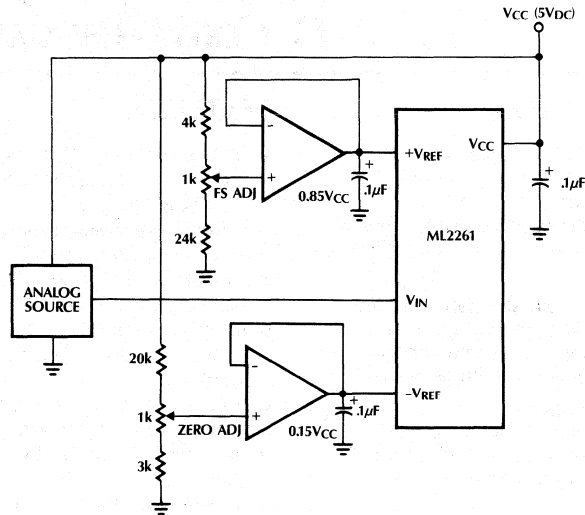 VCC (5VDC)
4k
1k
FS ADJ
24k
−
+
0.85VCC
+
.1µF
+VREF
VCC
+
.1µF
ML2261
ANALOG
SOURCE
VIN
20k
1k
ZERO ADJ
3k
−
+
0.15VCC
+
.1µF
−VREF